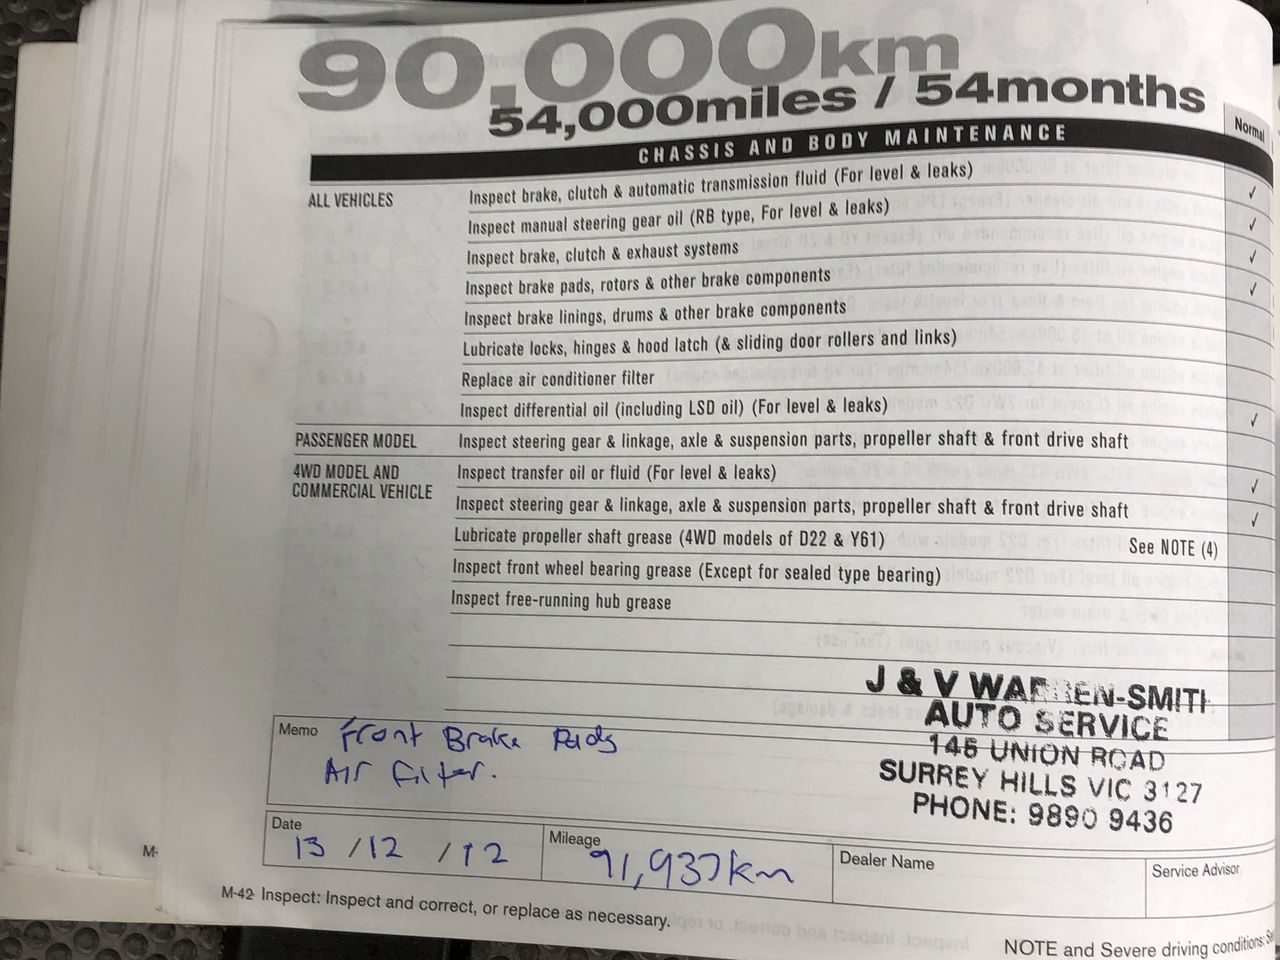 90,000km
54,000miles / 54months
CHASSIS AND BODY MAINTENANCE
Normal
ALL VEHICLES
Inspect brake, clutch & automatic transmission fluid (For level & leaks) ✓
Inspect manual steering gear oil (RB type, For level & leaks) ✓
Inspect brake, clutch & exhaust systems ✓
Inspect brake pads, rotors & other brake components ✓
Inspect brake linings, drums & other brake components
Lubricate locks, hinges & hood latch (& sliding door rollers and links)
Replace air conditioner filter
Inspect differential oil (including LSD oil) (For level & leaks) ✓
PASSENGER MODEL
Inspect steering gear & linkage, axle & suspension parts, propeller shaft & front drive shaft
4WD MODEL AND
COMMERCIAL VEHICLE
Inspect transfer oil or fluid (For level & leaks) ✓
Inspect steering gear & linkage, axle & suspension parts, propeller shaft & front drive shaft ✓
Lubricate propeller shaft grease (4WD models of D22 & Y61) See NOTE (4)
Inspect front wheel bearing grease (Except for sealed type bearing)
Inspect free-running hub grease
J & V WARREN-SMITH
AUTO SERVICE
145 UNION ROAD
SURREY HILLS VIC 3127
PHONE: 9890 9436
Memo Front Brake Pads
Air Filter.
Date
13 / 12 / 12
Mileage
91,937km
Dealer Name
Service Advisor
M-
M-42 Inspect: Inspect and correct, or replace as necessary.
NOTE and Severe driving conditions: